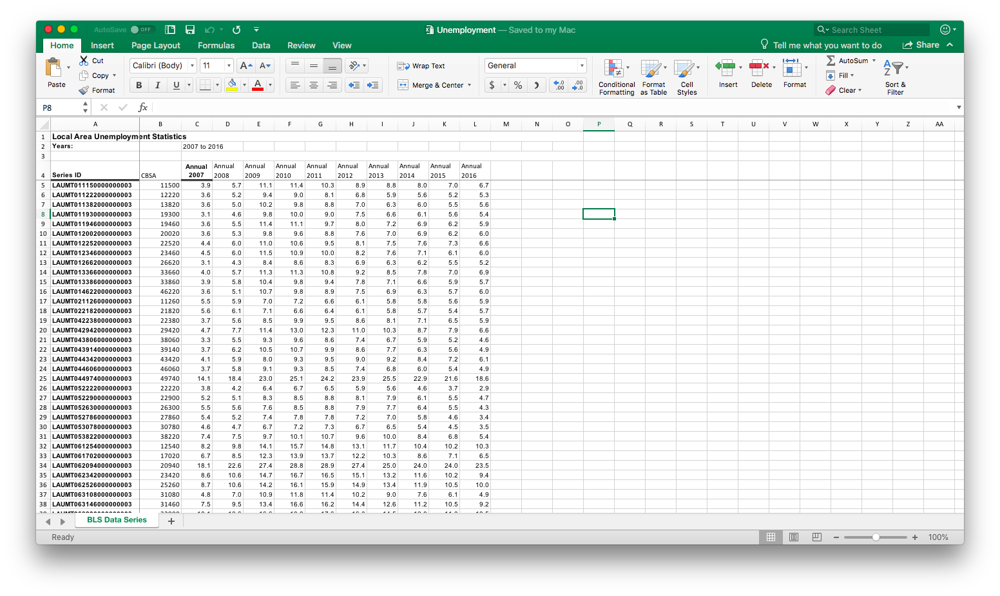 AutoSave OFF Unemployment — Saved to my Mac Search Sheet
Home Insert Page Layout Formulas Data Review View Tell me what you want to do Share
Paste Cut Copy Format
Calibri (Body) 11 A A
B I U A
Wrap Text
Merge & Center
General
$ % .0 .00 .00 .0
Conditional Formatting
Format as Table
Cell Styles
Insert Delete Format
AutoSum
Fill
Clear
Sort & Filter
P8 fx
A B C D E F G H I J K L M N O P Q R S T U V W X Y Z AA
1 Local Area Unemployment Statistics
2 Years: 2007 to 2016
3
Annual Annual Annual Annual Annual Annual Annual Annual Annual Annual
4 Series ID CBSA 2007 2008 2009 2010 2011 2012 2013 2014 2015 2016
5 LAUMT011150000000003 11500 3.9 5.7 11.1 11.4 10.3 8.9 8.8 8.0 7.0 6.7
6 LAUMT011222000000003 12220 3.6 5.2 9.4 9.0 8.1 6.8 5.9 5.6 5.2 5.3
7 LAUMT011382000000003 13820 3.6 5.0 10.2 9.8 8.8 7.0 6.3 6.0 5.5 5.6
8 LAUMT011930000000003 19300 3.1 4.6 9.8 10.0 9.0 7.5 6.6 6.1 5.6 5.4
9 LAUMT011946000000003 19460 3.6 5.5 11.4 11.1 9.7 8.0 7.2 6.9 6.2 5.9
10 LAUMT012002000000003 20020 3.6 5.3 9.8 9.6 8.8 7.6 7.0 6.9 6.2 6.0
11 LAUMT012252000000003 22520 4.4 6.0 11.0 10.6 9.5 8.1 7.5 7.6 7.3 6.6
12 LAUMT012346000000003 23460 4.5 6.0 11.5 10.9 10.0 8.2 7.6 7.1 6.1 6.0
13 LAUMT012662000000003 26620 3.1 4.3 8.4 8.6 8.3 6.9 6.3 6.2 5.5 5.2
14 LAUMT013366000000003 33660 4.0 5.7 11.3 11.3 10.8 9.2 8.5 7.8 7.0 6.9
15 LAUMT013386000000003 33860 3.9 5.8 10.4 9.8 9.4 7.8 7.1 6.6 5.9 5.7
16 LAUMT014622000000003 46220 3.6 5.1 10.7 9.8 8.9 7.5 6.9 6.3 5.7 6.0
17 LAUMT021126000000003 11260 5.5 5.9 7.0 7.2 6.6 6.1 5.8 5.8 5.6 5.9
18 LAUMT022182000000003 21820 5.6 6.1 7.1 6.6 6.4 6.1 5.8 5.7 5.4 5.7
19 LAUMT042238000000003 22380 3.7 5.6 8.5 9.9 9.5 8.6 8.1 7.1 6.5 5.9
20 LAUMT042942000000003 29420 4.7 7.7 11.4 13.0 12.3 11.0 10.3 8.7 7.9 6.6
21 LAUMT043806000000003 38060 3.3 5.5 9.3 9.6 8.6 7.4 6.7 5.9 5.2 4.6
22 LAUMT043914000000003 39140 3.7 6.2 10.5 10.7 9.9 8.6 7.7 6.3 5.6 4.9
23 LAUMT044342000000003 43420 4.1 5.9 8.0 9.3 9.5 9.0 9.2 8.4 7.2 6.1
24 LAUMT044606000000003 46060 3.7 5.8 9.1 9.3 8.5 7.4 6.8 6.0 5.4 4.9
25 LAUMT044974000000003 49740 14.1 18.4 23.0 25.1 24.2 23.9 25.5 22.9 21.6 18.6
26 LAUMT052222000000003 22220 3.8 4.2 6.4 6.7 6.5 5.9 5.6 4.6 3.7 2.9
27 LAUMT052290000000003 22900 5.2 5.1 8.3 8.5 8.8 8.1 7.9 6.1 5.5 4.7
28 LAUMT052630000000003 26300 5.5 5.6 7.6 8.5 8.8 7.9 7.7 6.4 5.5 4.3
29 LAUMT052786000000003 27860 5.4 5.2 7.4 7.8 7.8 7.2 7.0 5.8 4.6 3.4
30 LAUMT053078000000003 30780 4.6 4.7 6.7 7.2 7.3 6.7 6.5 5.4 4.5 3.5
31 LAUMT053822000000003 38220 7.4 7.5 9.7 10.1 10.7 9.6 10.0 8.4 6.8 5.4
32 LAUMT061254000000003 12540 8.2 9.8 14.1 15.7 14.8 13.1 11.7 10.4 10.2 10.3
33 LAUMT061702000000003 17020 6.7 8.5 12.3 13.9 13.7 12.2 10.3 8.6 7.1 6.5
34 LAUMT062094000000003 20940 18.1 22.6 27.4 28.8 28.9 27.4 25.0 24.0 24.0 23.5
35 LAUMT062342000000003 23420 8.6 10.6 14.7 16.7 16.5 15.1 13.2 11.6 10.2 9.4
36 LAUMT062526000000003 25260 8.7 10.6 14.2 16.1 15.9 14.9 13.4 11.9 10.5 10.0
37 LAUMT063108000000003 31080 4.8 7.0 10.9 11.8 11.4 10.2 9.0 7.6 6.1 4.9
38 LAUMT063146000000003 31460 7.5 9.5 13.4 16.6 16.2 14.4 12.6 11.2 10.5 9.2
BLS Data Series +
Ready 100%